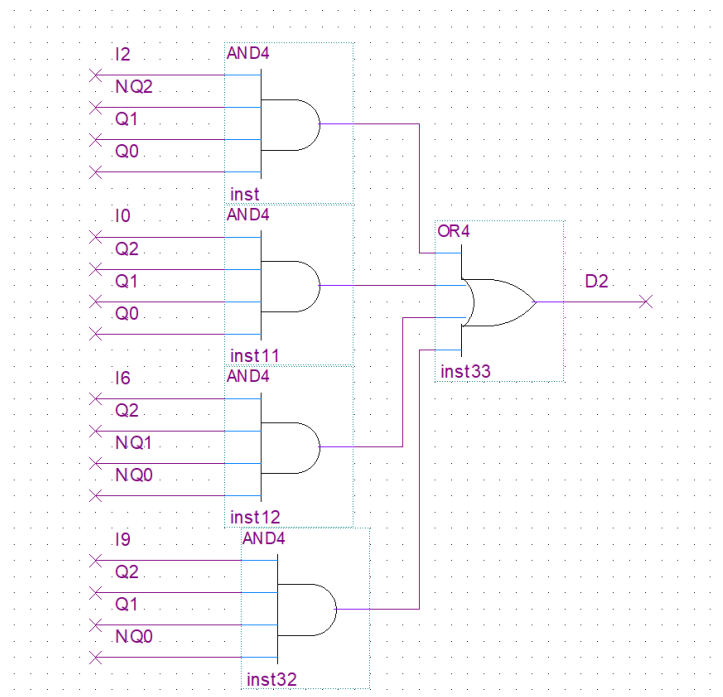 I2
AND4
NQ2
Q1
Q0
inst
I0
AND4
Q2
Q1
Q0
inst11
OR4
D2
inst33
I6
AND4
Q2
NQ1
NQ0
inst12
I9
AND4
Q2
Q1
NQ0
inst32